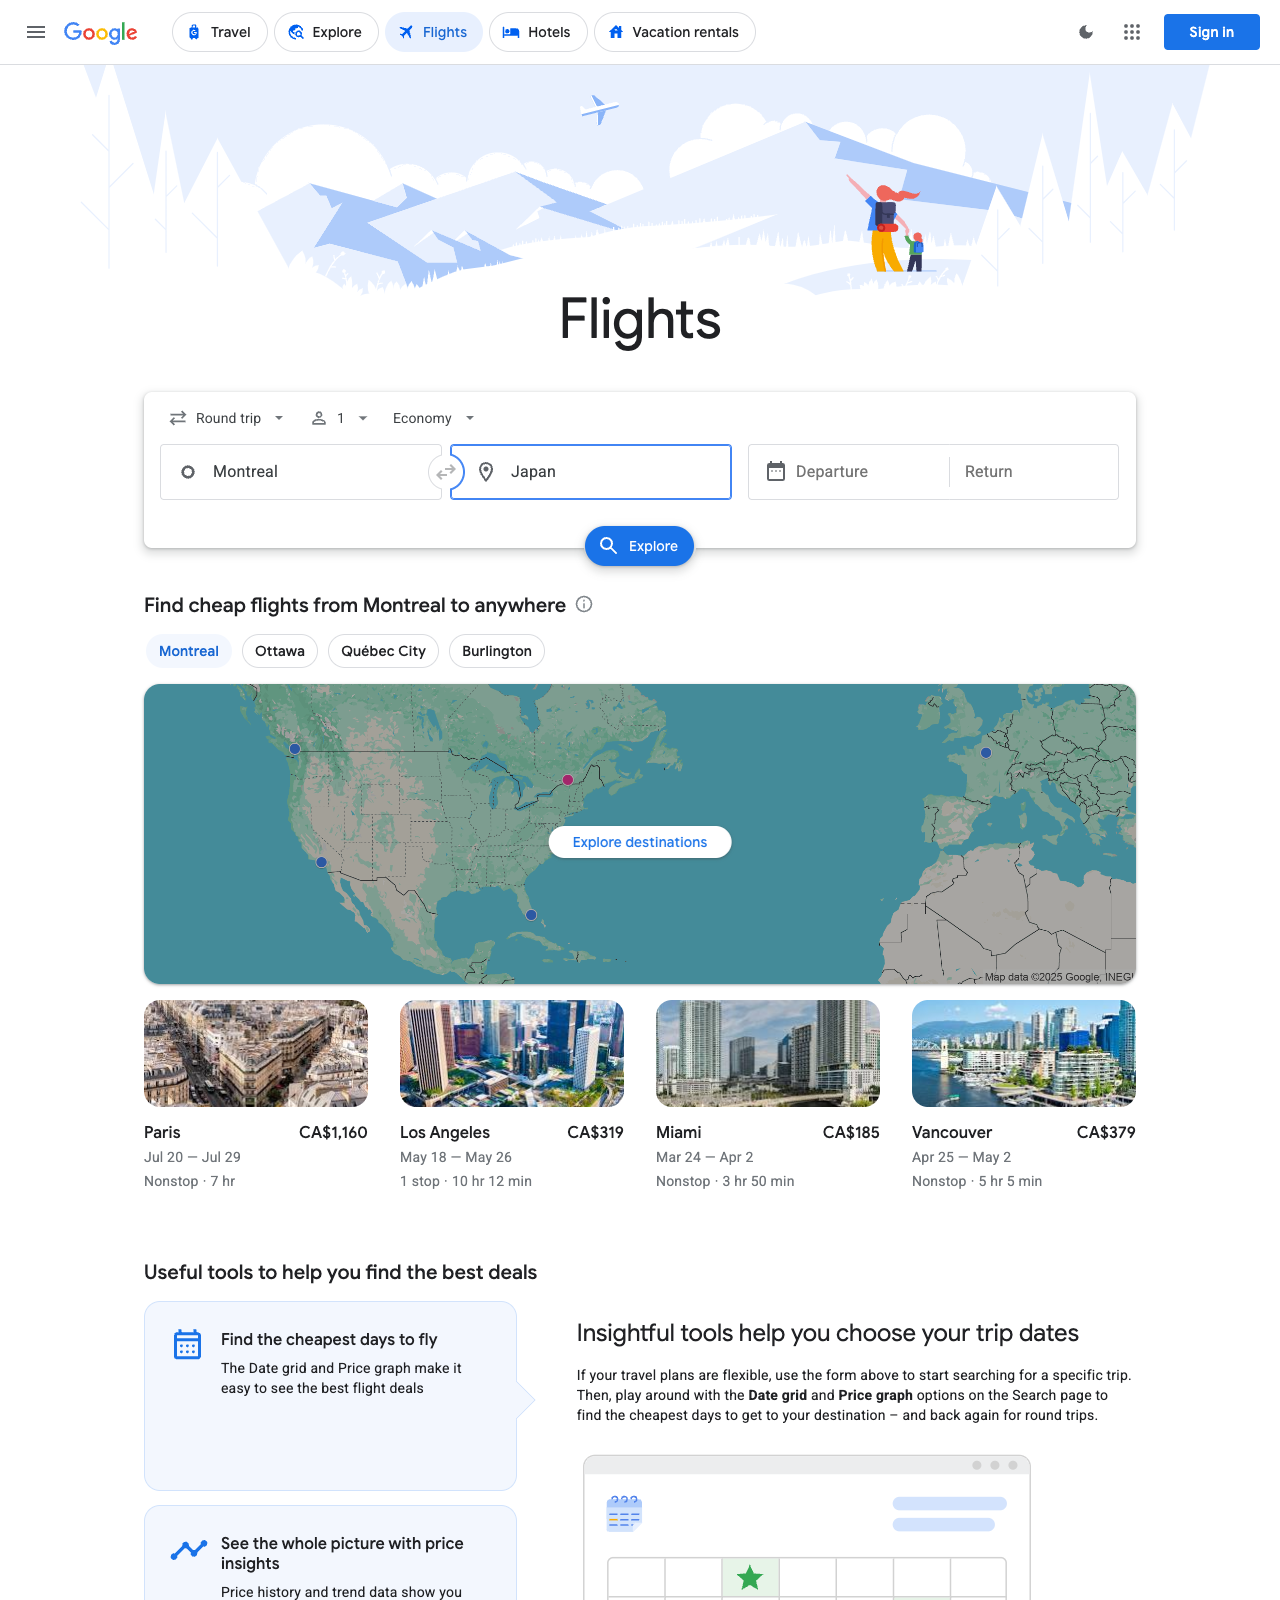 Google
Travel
Explore
Flights
Hotels
Vacation rentals
Sign in
Flights
Round trip
1
Economy
Montreal
Japan
Departure
Return
Explore
Find cheap flights from Montreal to anywhere
Montreal
Ottawa
Québec City
Burlington
Explore destinations
Map data ©2025 Google, INEGI
Paris CA$1,160
Jul 20 — Jul 29
Nonstop · 7 hr
Los Angeles CA$319
May 18 — May 26
1 stop · 10 hr 12 min
Miami CA$185
Mar 24 — Apr 2
Nonstop · 3 hr 50 min
Vancouver CA$379
Apr 25 — May 2
Nonstop · 5 hr 5 min
Useful tools to help you find the best deals
Find the cheapest days to fly
The Date grid and Price graph make it
easy to see the best flight deals
See the whole picture with price
insights
Price history and trend data show you
Insightful tools help you choose your trip dates
If your travel plans are flexible, use the form above to start searching for a specific trip.
Then, play around with the Date grid and Price graph options on the Search page to
find the cheapest days to get to your destination – and back again for round trips.